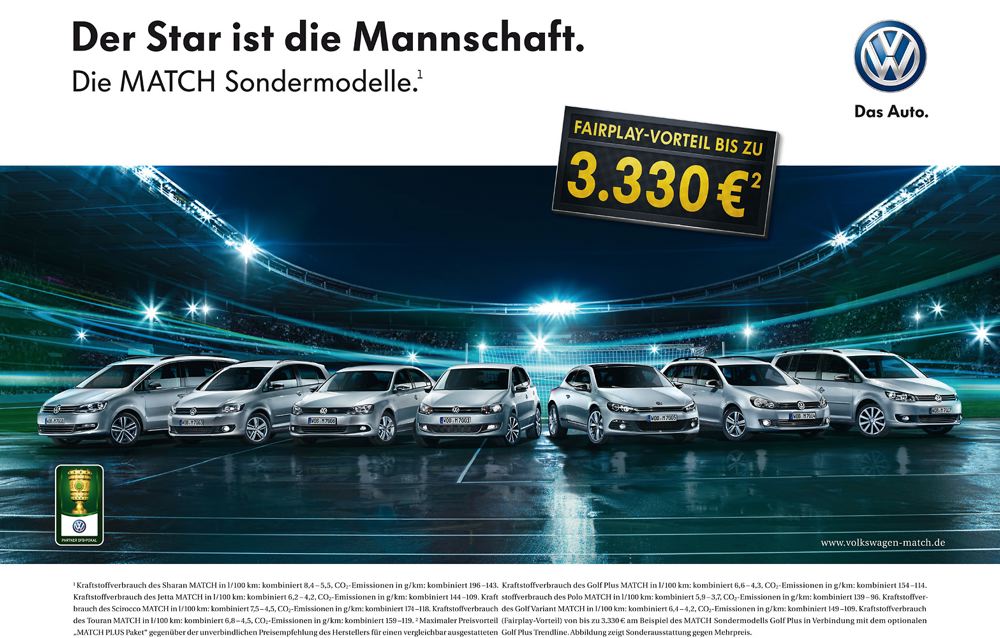 Der Star ist die Mannschaft.
Die MATCH Sondermodelle.¹
Das Auto.
FAIRPLAY-VORTEIL BIS ZU
3.330 €²
PARTNER DFB-POKAL
www.volkswagen-match.de
¹ Kraftstoffverbrauch des Sharan MATCH in l/100 km: kombiniert 8,4–5,5, CO₂-Emissionen in g/km: kombiniert 196–143. Kraftstoffverbrauch des Golf Plus MATCH in l/100 km: kombiniert 6,6–4,3, CO₂-Emissionen in g/km: kombiniert 154–114.
Kraftstoffverbrauch des Jetta MATCH in l/100 km: kombiniert 6,2–4,2, CO₂-Emissionen in g/km: kombiniert 144–109. Kraft stoffverbrauch des Polo MATCH in l/100 km: kombiniert 5,9–3,7, CO₂-Emissionen in g/km: kombiniert 139–96. Kraftstoffver-
brauch des Scirocco MATCH in l/100 km: kombiniert 7,5–4,5, CO₂-Emissionen in g/km: kombiniert 174–118. Kraftstoffverbrauch des Golf Variant MATCH in l/100 km: kombiniert 6,4–4,2, CO₂-Emissionen in g/km: kombiniert 149–109. Kraftstoffverbrauch
des Touran MATCH in l/100 km: kombiniert 6,8–4,5, CO₂-Emissionen in g/km: kombiniert 159–119. ² Maximaler Preisvorteil (Fairplay-Vorteil) von bis zu 3.330 € am Beispiel des MATCH Sondermodells Golf Plus in Verbindung mit dem optionalen
„MATCH PLUS Paket“ gegenüber der unverbindlichen Preisempfehlung des Herstellers für einen vergleichbar ausgestatteten Golf Plus Trendline. Abbildung zeigt Sonderausstattung gegen Mehrpreis.